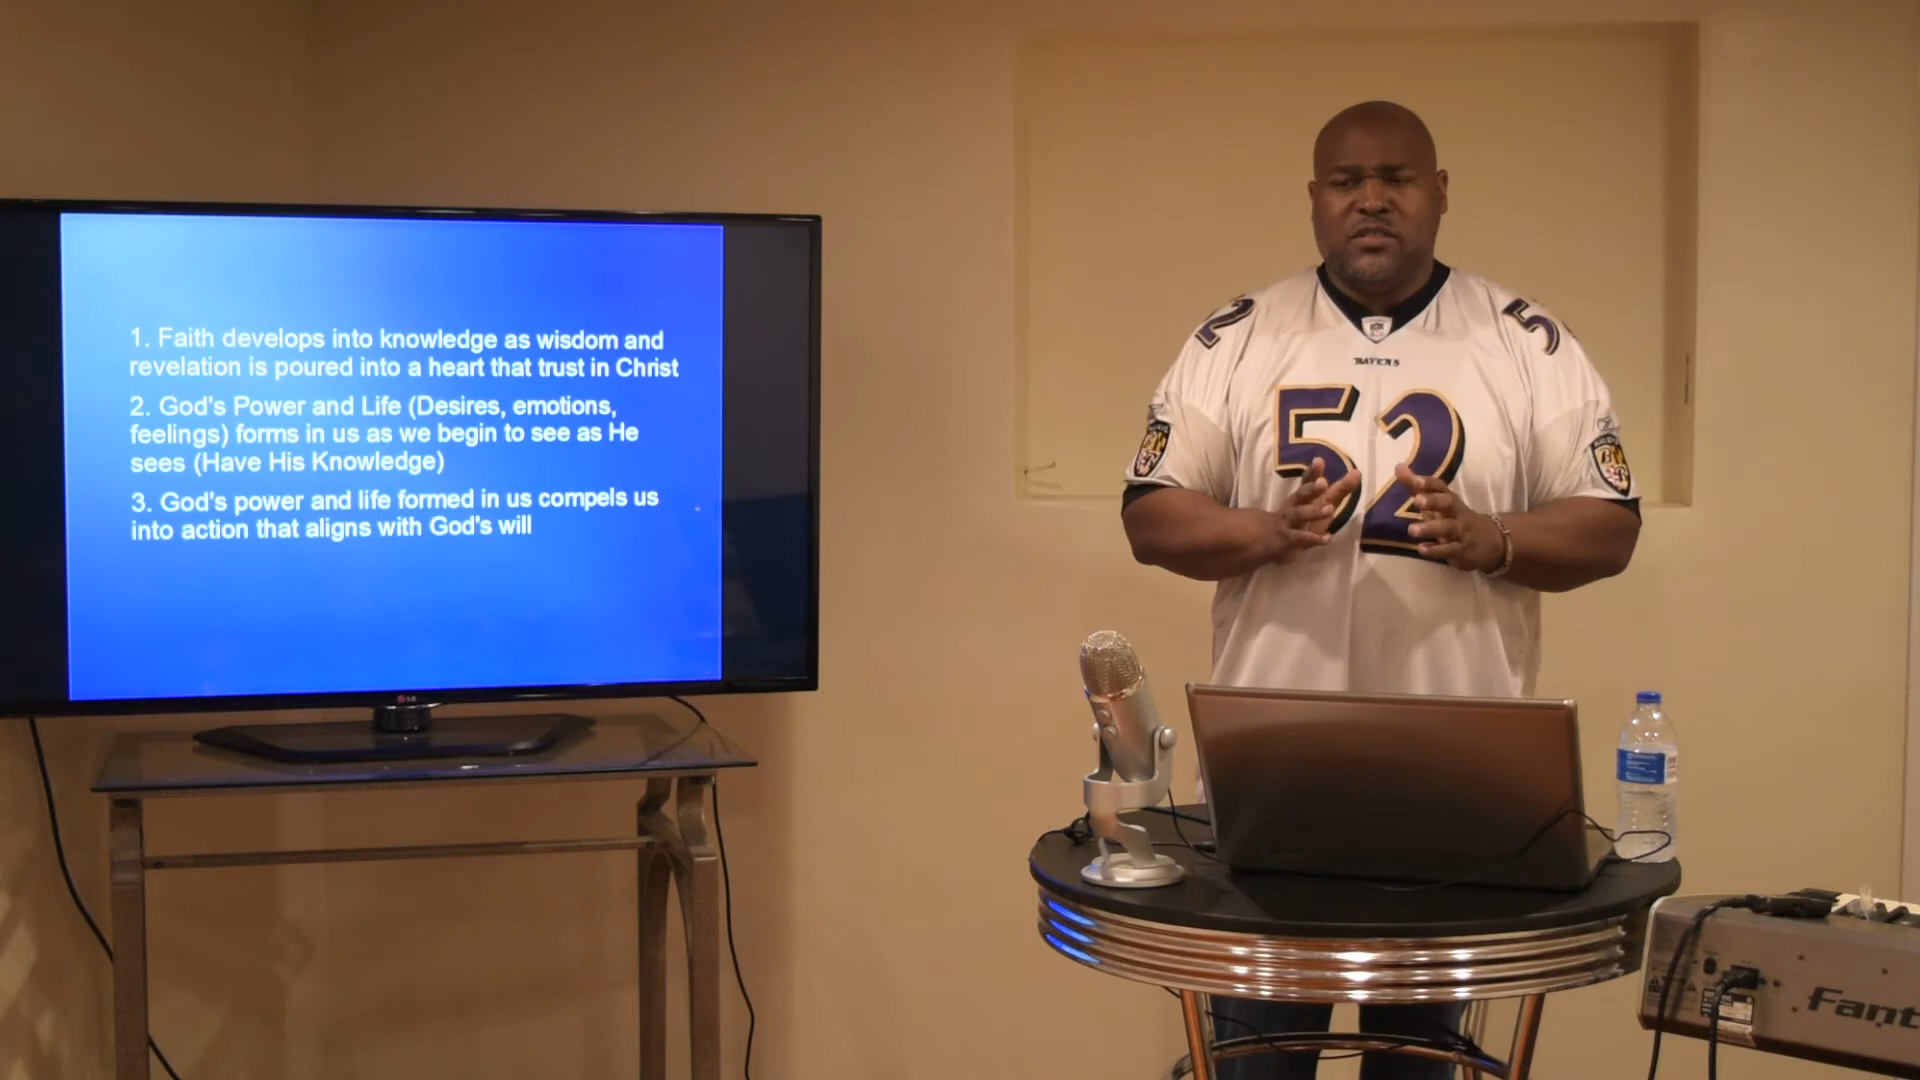 1. Faith develops into knowledge as wisdom and
revelation is poured into a heart that trust in Christ
2. God's Power and Life (Desires, emotions,
feelings) forms in us as we begin to see as He
sees (Have His Knowledge)
3. God's power and life formed in us compels us
into action that aligns with God's will
LG
2
5
RAVENS
52
Fant